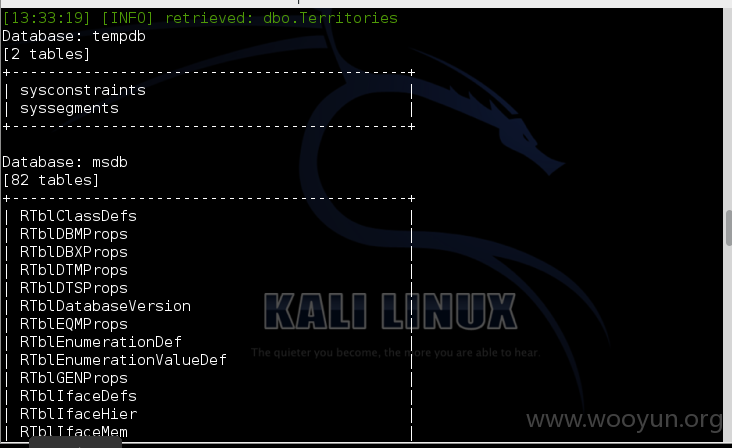 [13:33:19] [INFO] retrieved: dbo.Territories
Database: tempdb
[2 tables]
+-----------------------------------------+
| sysconstraints |
| syssegments |
+-----------------------------------------+
Database: msdb
[82 tables]
+-----------------------------------------+
| RTblClassDefs |
| RTblDBMProps |
| RTblDBXProps |
| RTblDTMProps |
| RTblDTSProps |
| RTblDatabaseVersion |
| RTblEQMProps |
| RTblEnumerationDef |
| RTblEnumerationValueDef |
| RTblGENProps |
| RTblIfaceDefs |
| RTblIfaceHier |
| RTblIfaceMem |
KALI LINUX
The quieter you become, the more you are able to hear.
www.wooyun.org